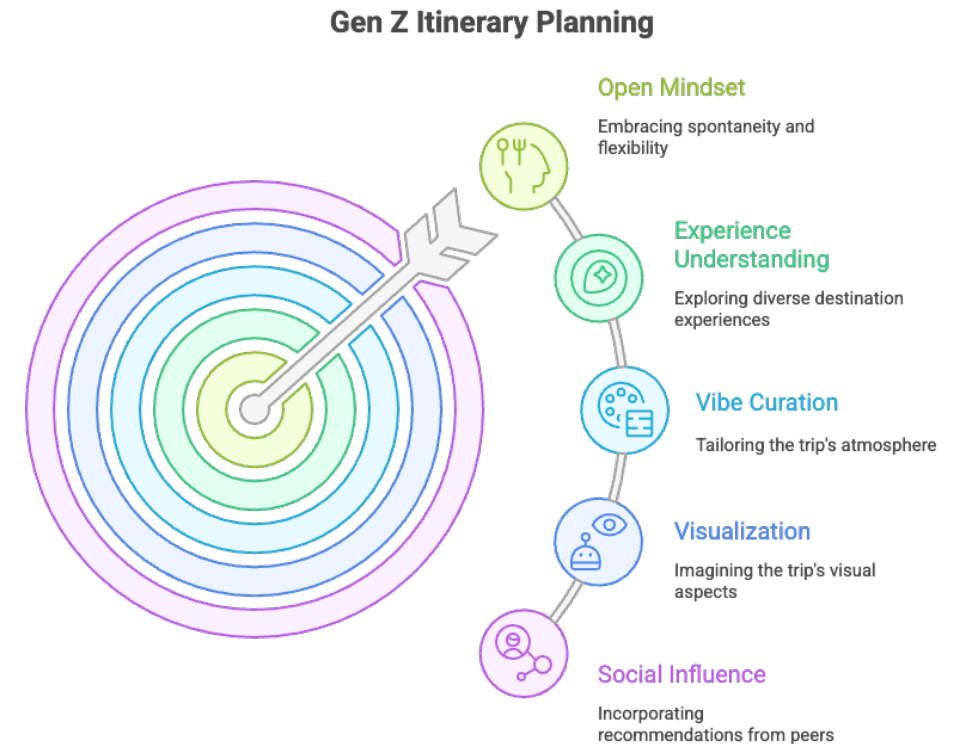 Gen Z Itinerary Planning
Open Mindset
Embracing spontaneity and
flexibility
Experience
Understanding
Exploring diverse destination
experiences
Vibe Curation
Tailoring the trip's atmosphere
Visualization
Imagining the trip's visual
aspects
Social Influence
Incorporating
recommendations from peers